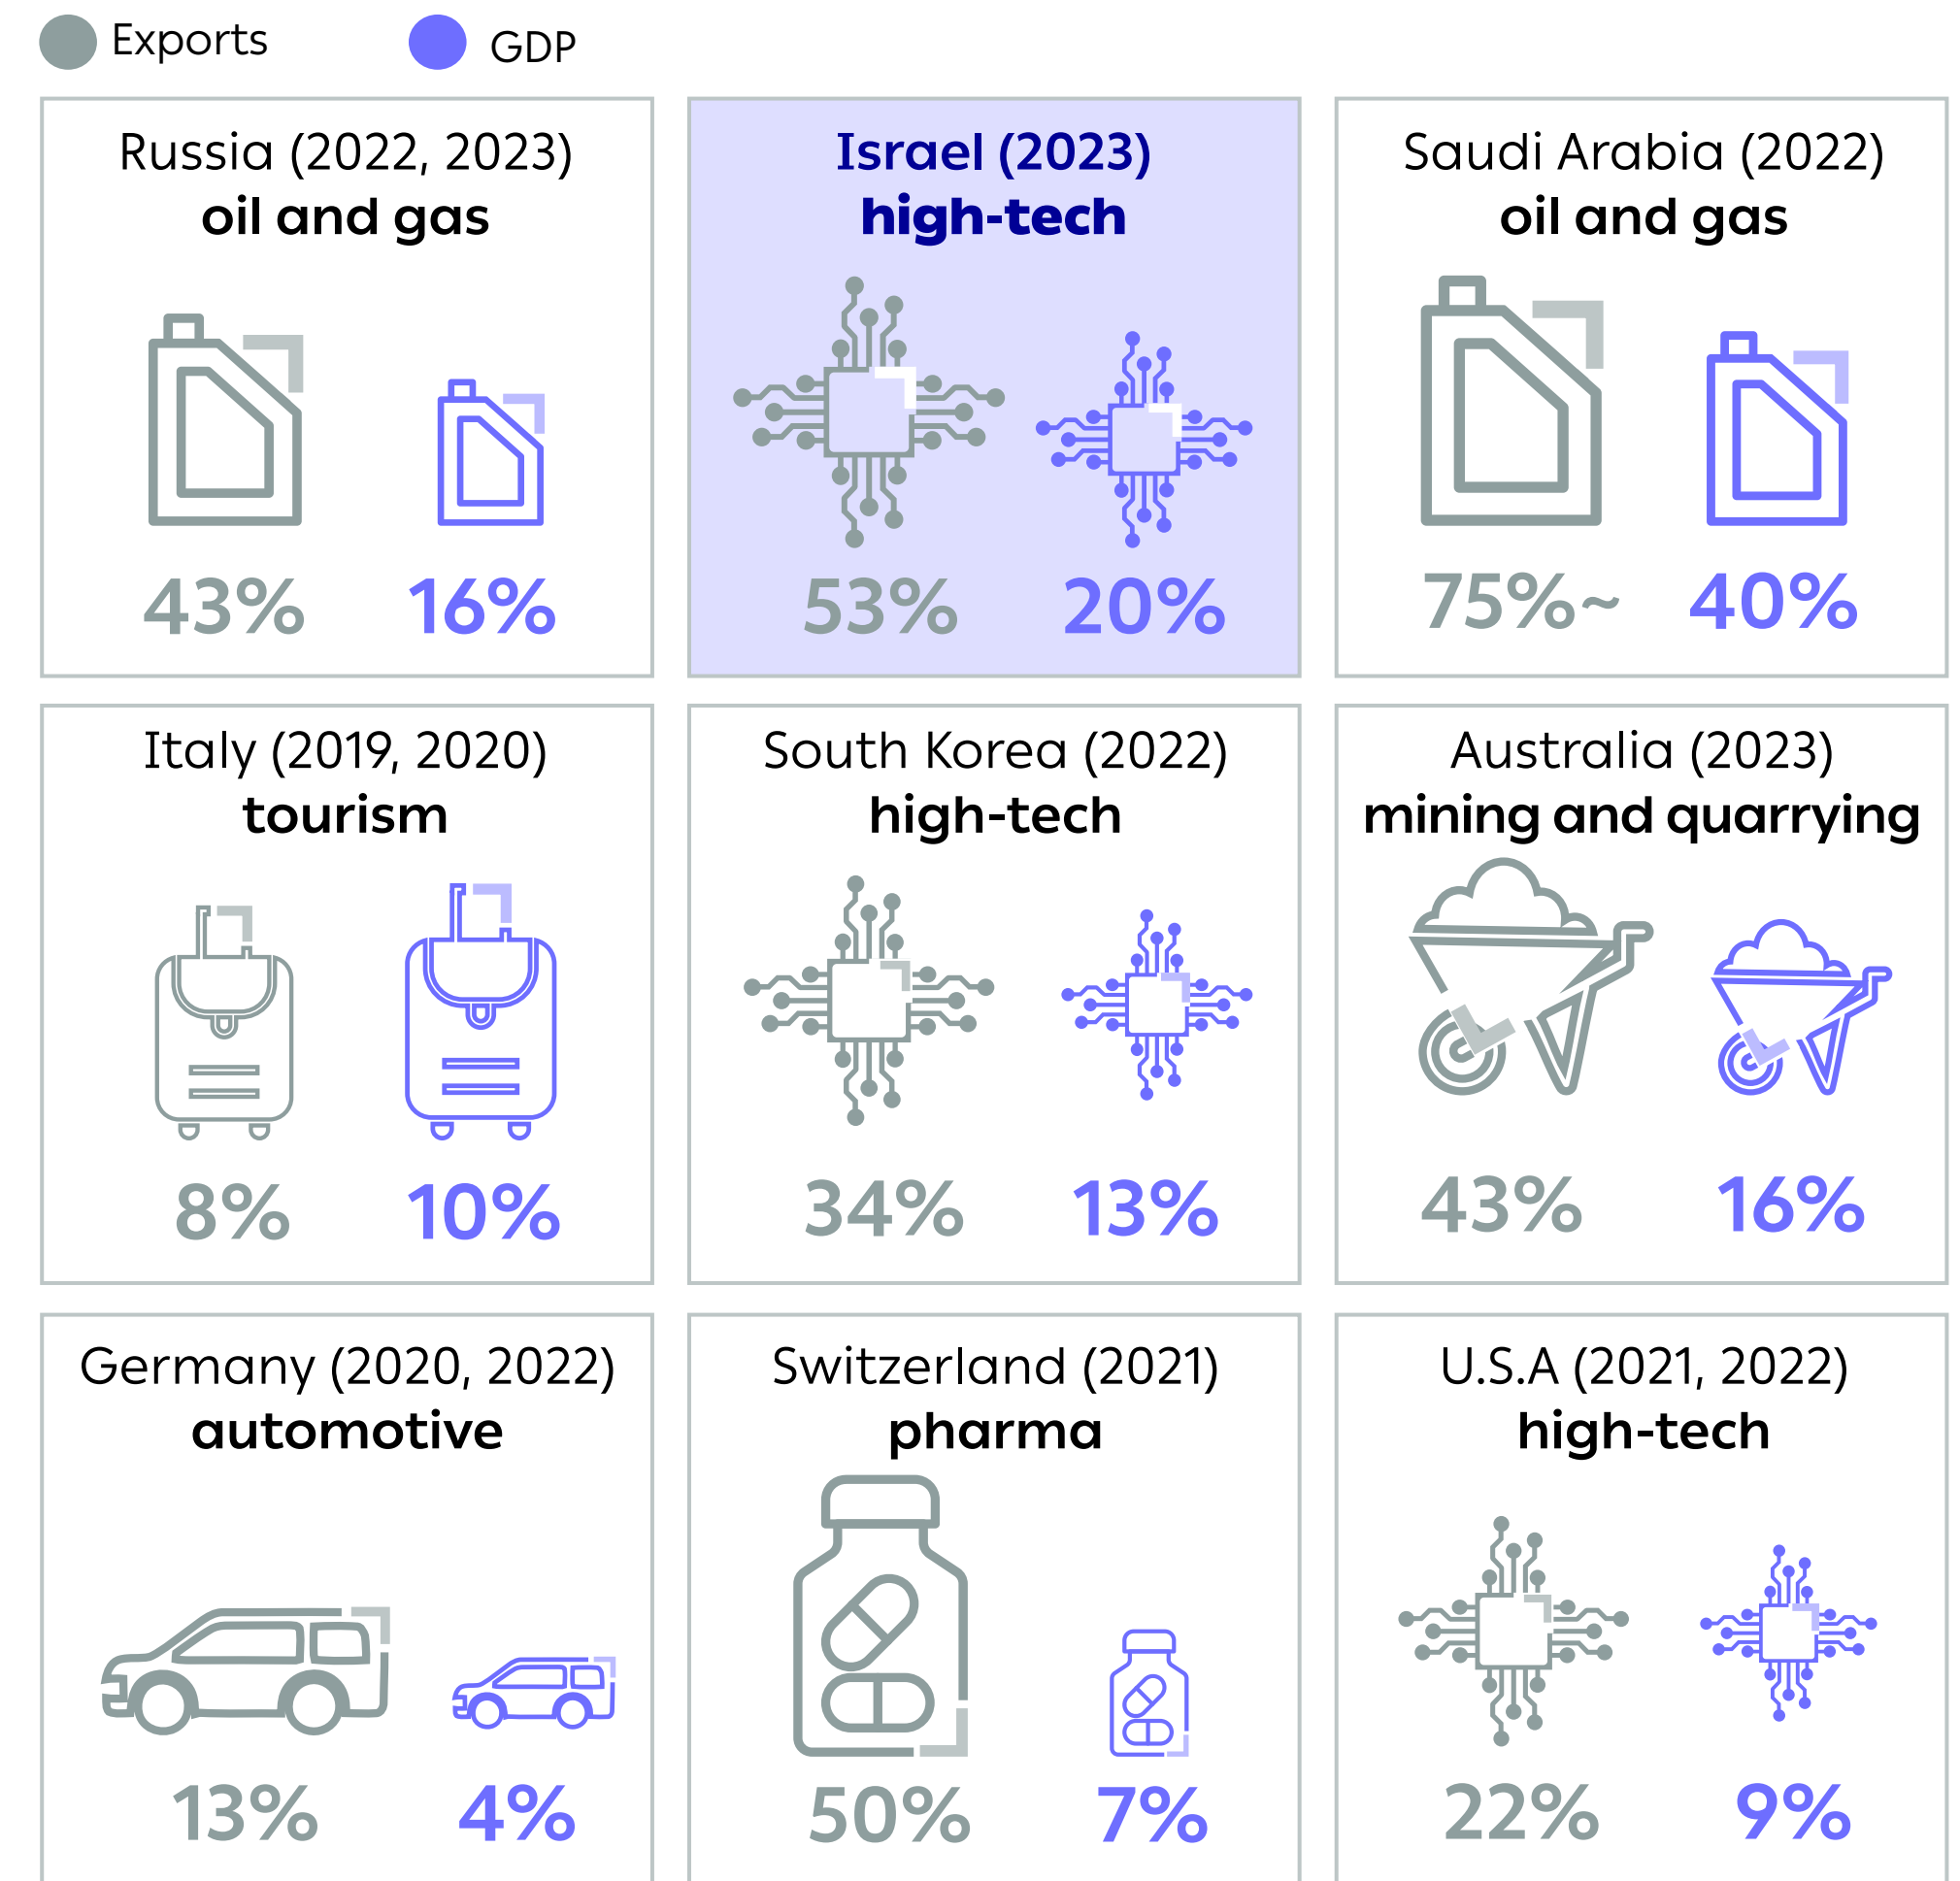 Exports
GDP
Russia (2022, 2023)
oil and gas
43%
16%
Israel (2023)
high-tech
53%
20%
Saudi Arabia (2022)
oil and gas
75%~
40%
Italy (2019, 2020)
tourism
8%
10%
South Korea (2022)
high-tech
34%
13%
Australia (2023)
mining and quarrying
43%
16%
Germany (2020, 2022)
automotive
13%
4%
Switzerland (2021)
pharma
50%
7%
U.S.A (2021, 2022)
high-tech
22%
9%